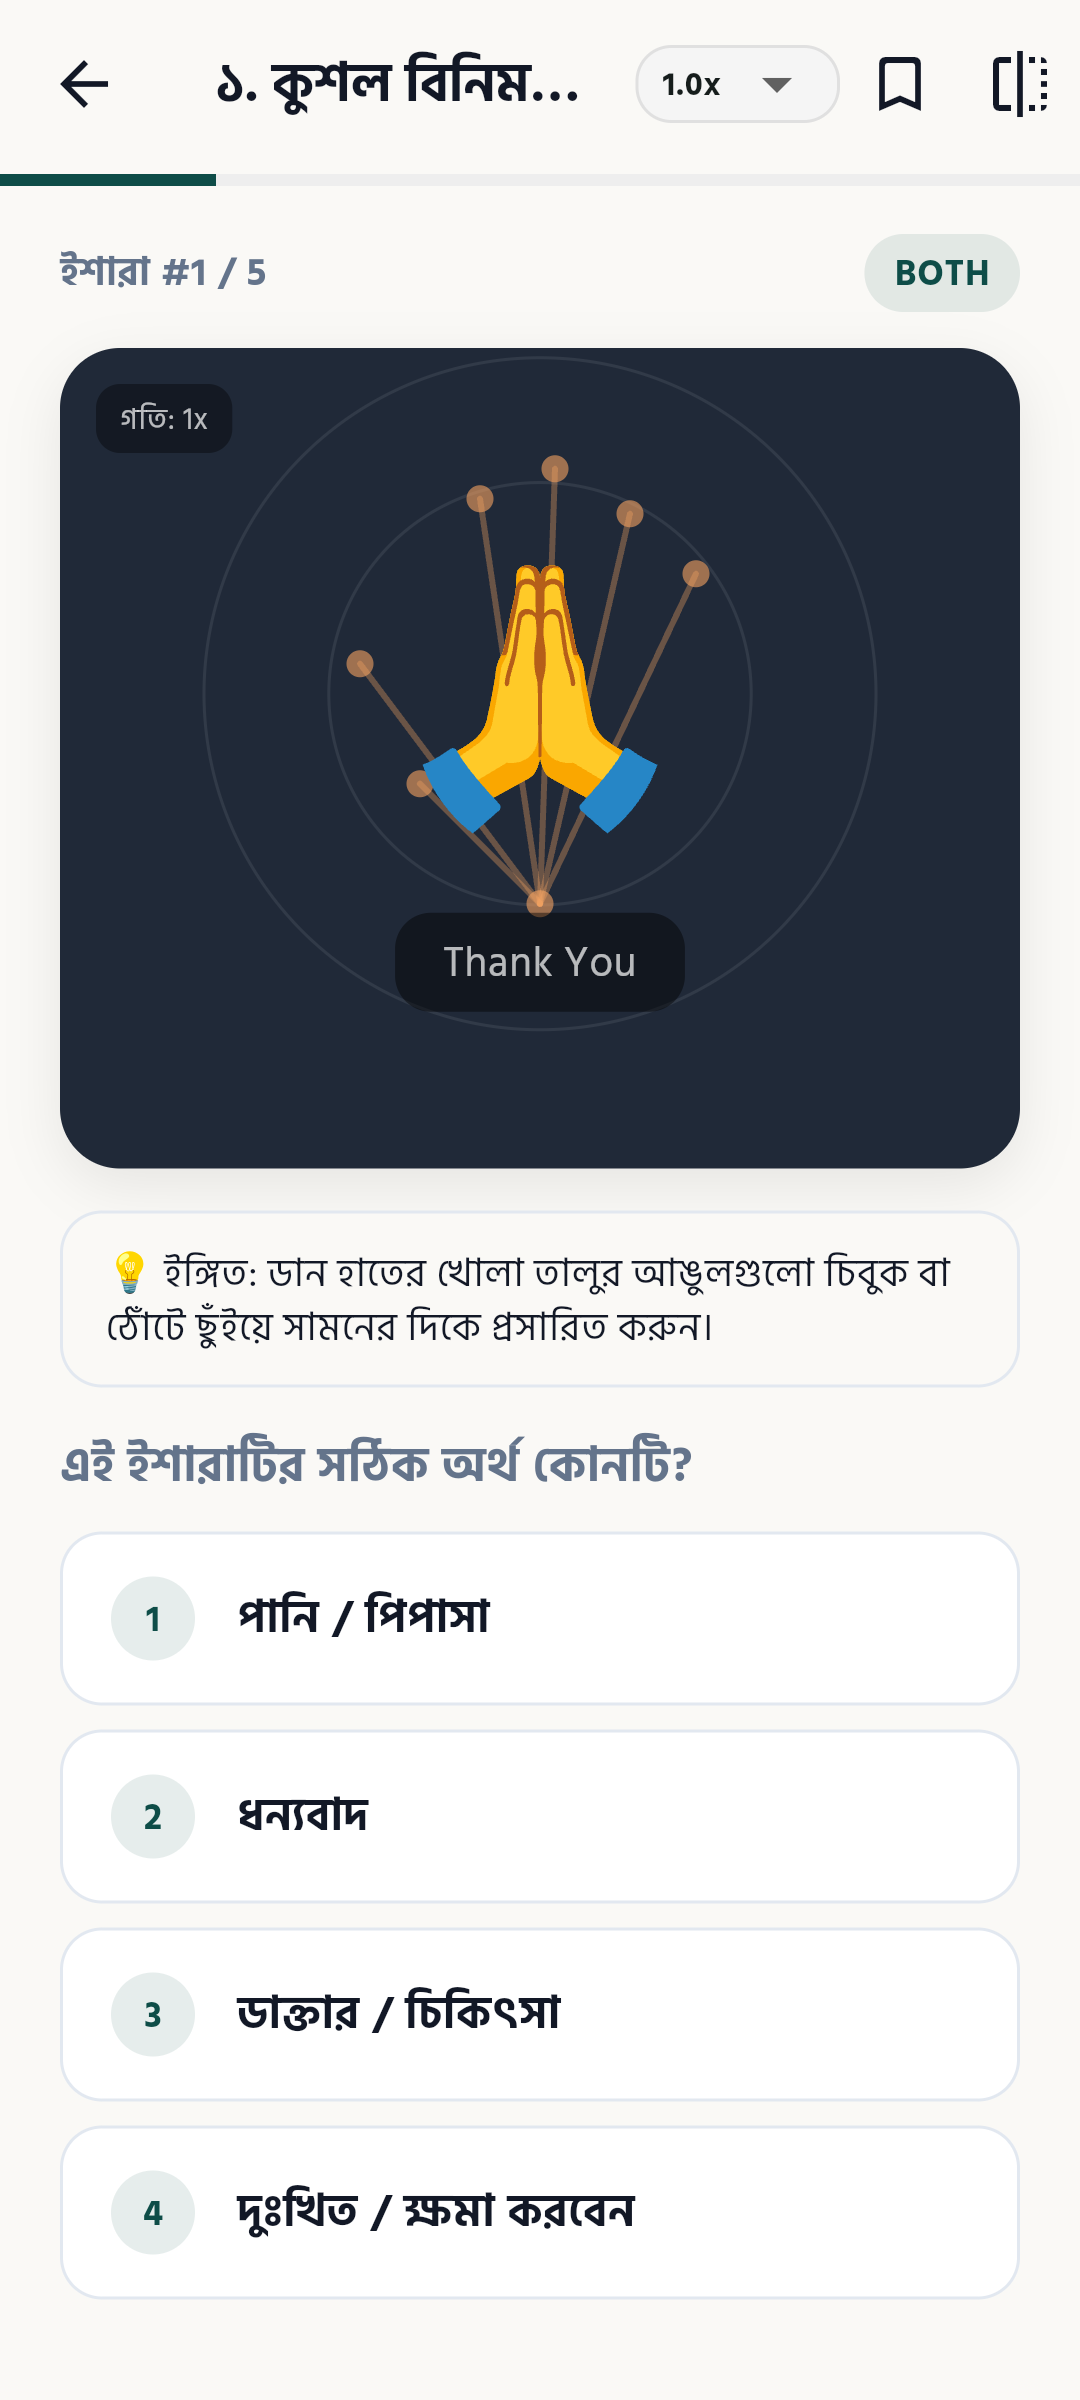 ১. কুশল বিনিম...
1.0x
ইশারা #1 / 5
BOTH
গতি: 1x
Thank You
💡 ইঙ্গিত: ডান হাতের খোলা তালুর আঙুলগুলো চিবুক বা
ঠোঁটে ছুঁইয়ে সামনের দিকে প্রসারিত করুন।
এই ইশারাটির সঠিক অর্থ কোনটি?
1 পানি / পিপাসা
2 ধন্যবাদ
3 ডাক্তার / চিকিৎসা
4 দুঃখিত / ক্ষমা করবেন